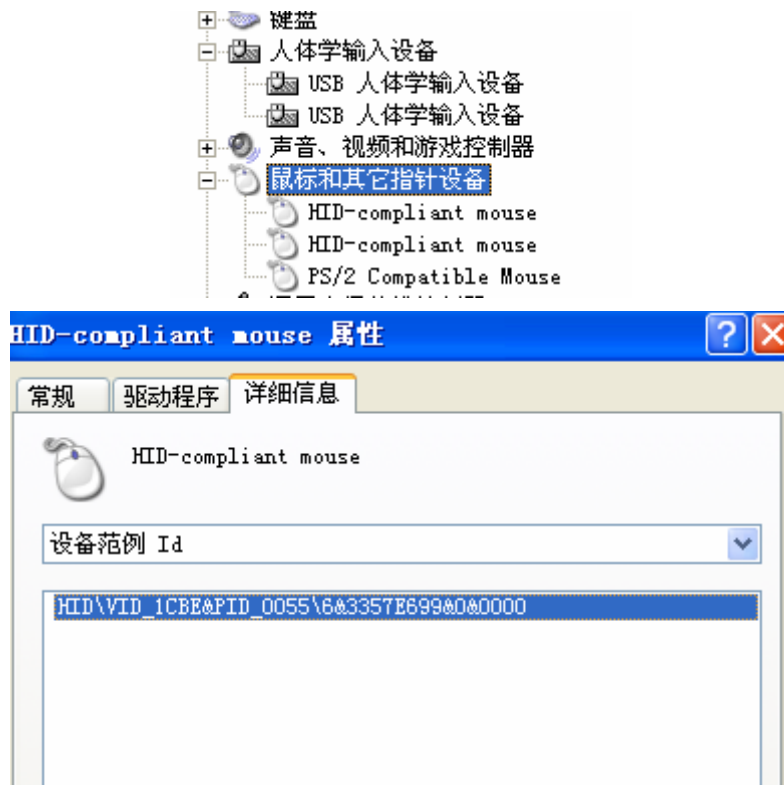 键盘
人体学输入设备
USB 人体学输入设备
USB 人体学输入设备
声音、视频和游戏控制器
鼠标和其它指针设备
HID-compliant mouse
HID-compliant mouse
PS/2 Compatible Mouse
HID-compliant mouse 属性
常规 驱动程序 详细信息
HID-compliant mouse
设备范例 Id
HID\VID_1CBE&PID_0055\6&3357E699&0&0000